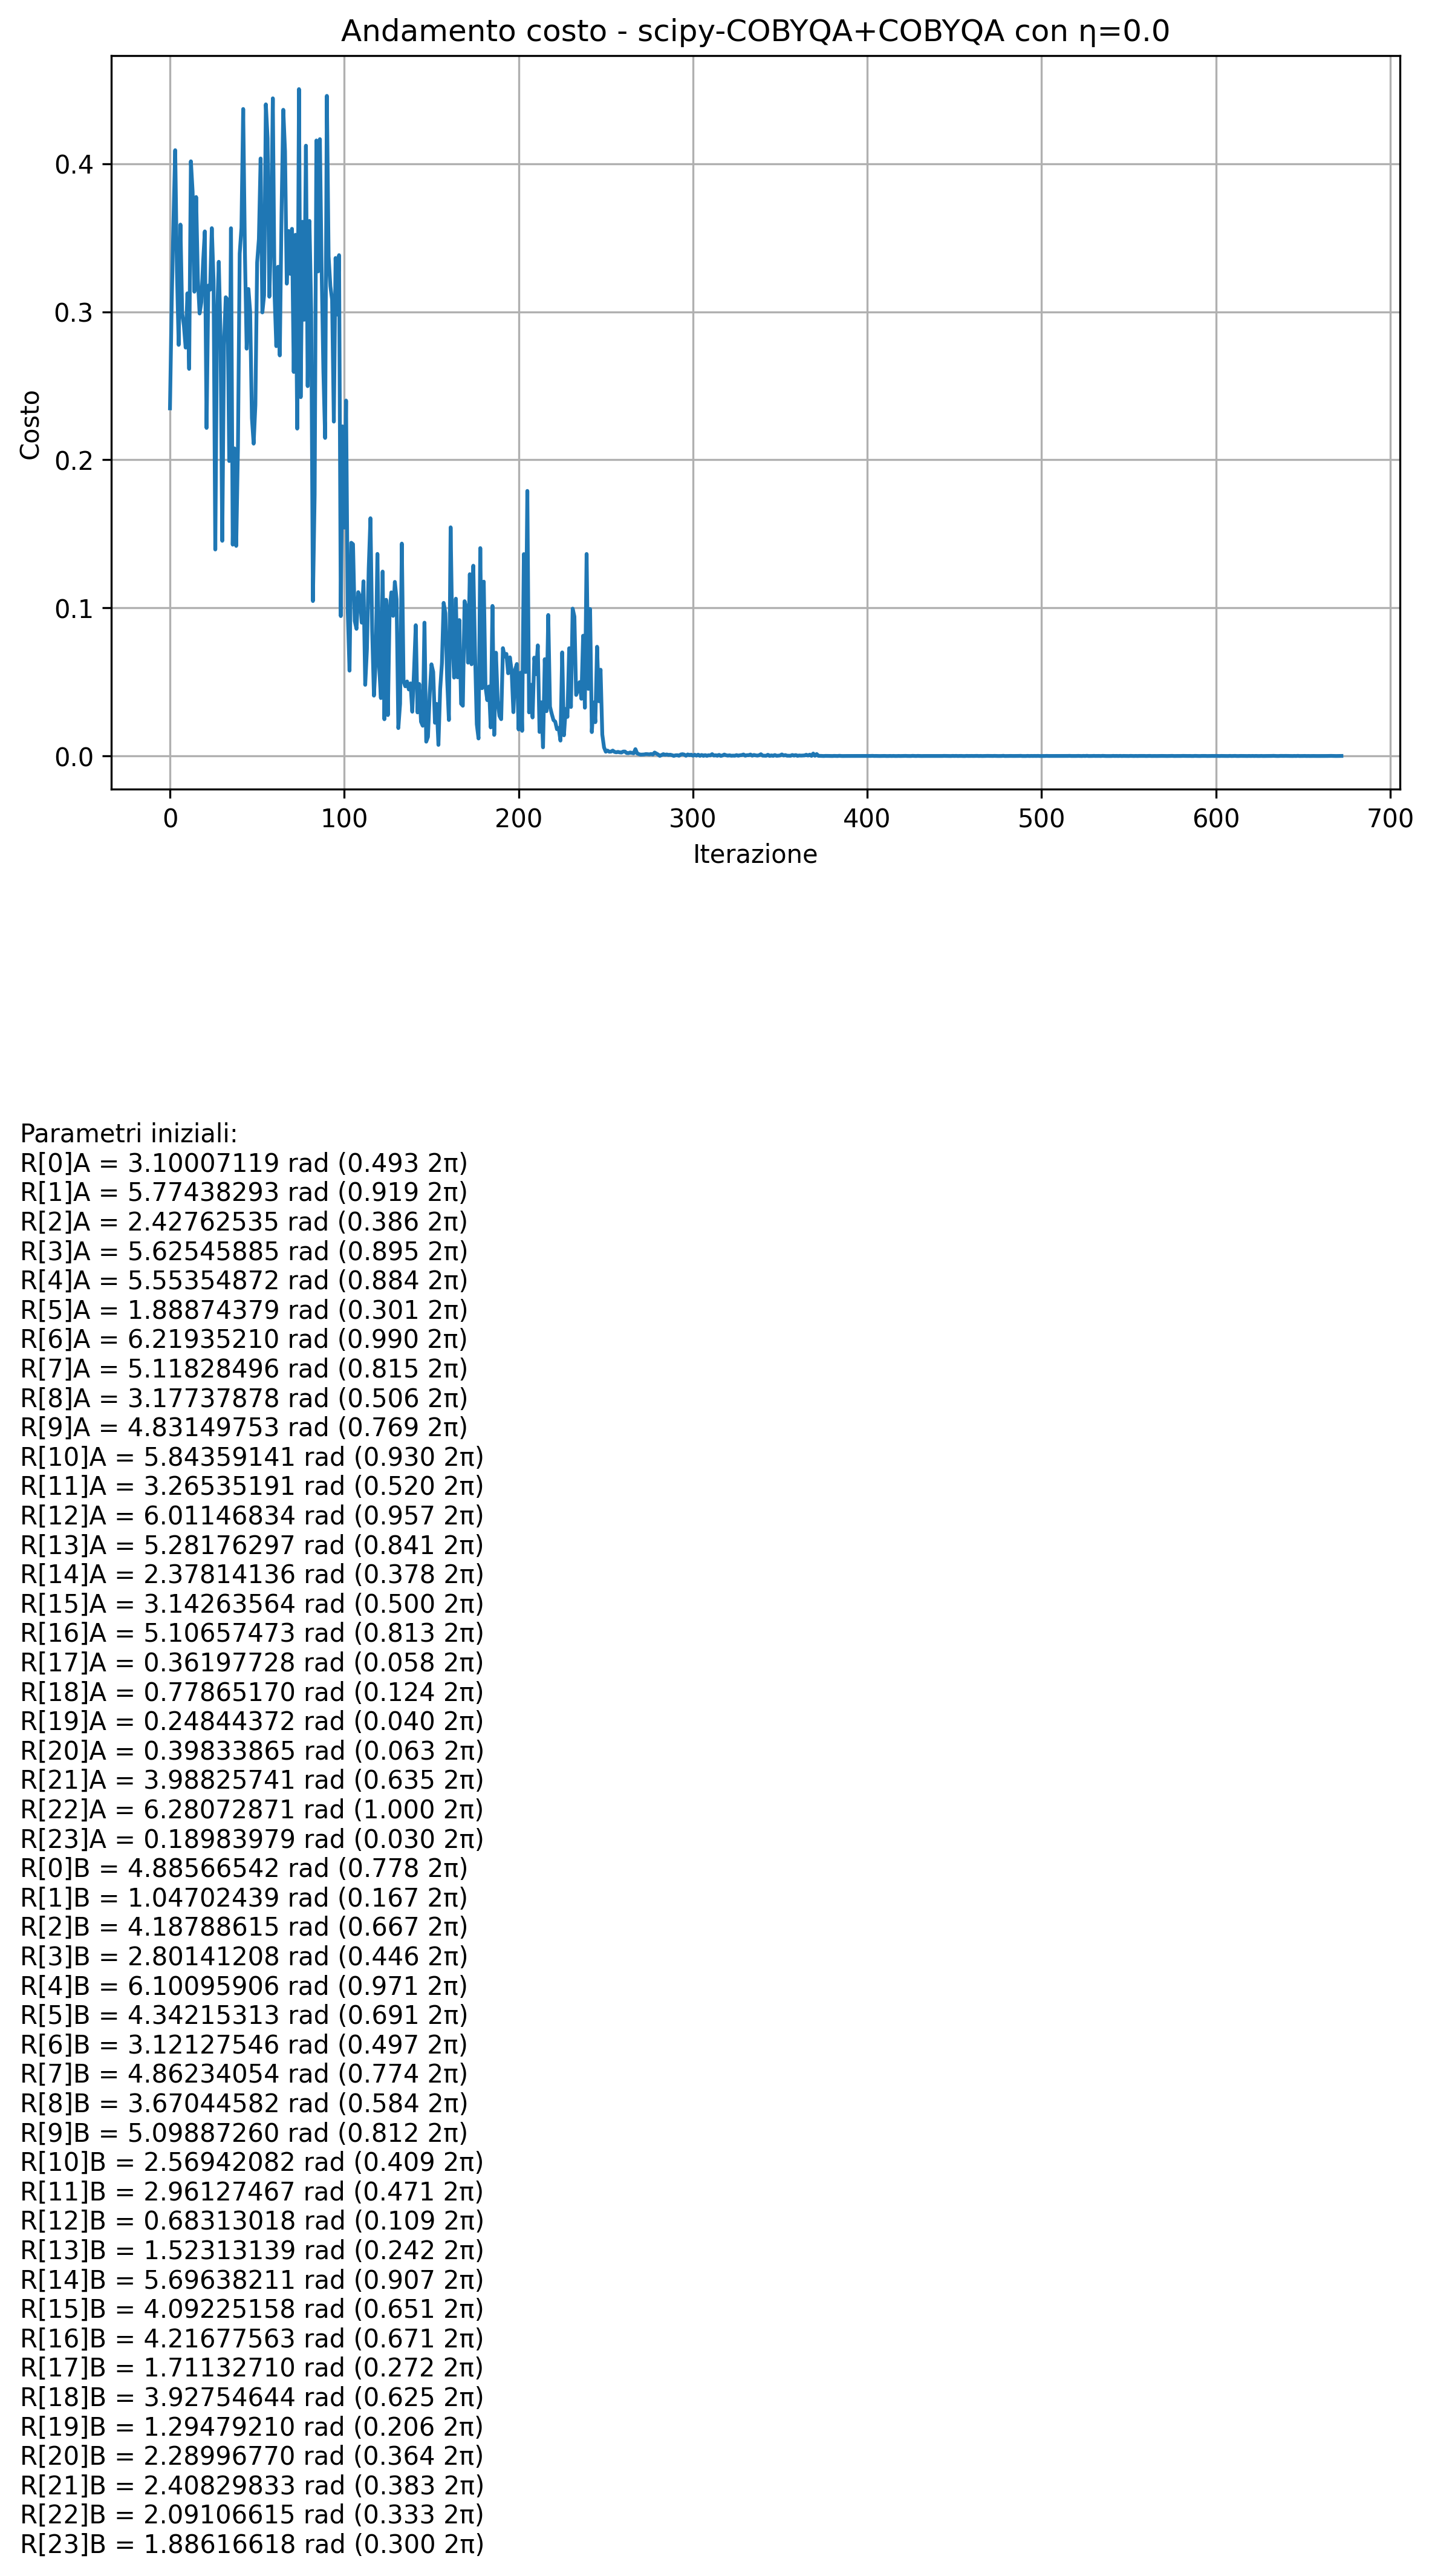 Andamento costo - scipy-COBYQA+COBYQA con η=0.0
0.4
0.3
0.2
0.1
0.0
Costo
0 100 200 300 400 500 600 700
Iterazione
Parametri iniziali:
R[0]A = 3.10007119 rad (0.493 2π)
R[1]A = 5.77438293 rad (0.919 2π)
R[2]A = 2.42762535 rad (0.386 2π)
R[3]A = 5.62545885 rad (0.895 2π)
R[4]A = 5.55354872 rad (0.884 2π)
R[5]A = 1.88874379 rad (0.301 2π)
R[6]A = 6.21935210 rad (0.990 2π)
R[7]A = 5.11828496 rad (0.815 2π)
R[8]A = 3.17737878 rad (0.506 2π)
R[9]A = 4.83149753 rad (0.769 2π)
R[10]A = 5.84359141 rad (0.930 2π)
R[11]A = 3.26535191 rad (0.520 2π)
R[12]A = 6.01146834 rad (0.957 2π)
R[13]A = 5.28176297 rad (0.841 2π)
R[14]A = 2.37814136 rad (0.378 2π)
R[15]A = 3.14263564 rad (0.500 2π)
R[16]A = 5.10657473 rad (0.813 2π)
R[17]A = 0.36197728 rad (0.058 2π)
R[18]A = 0.77865170 rad (0.124 2π)
R[19]A = 0.24844372 rad (0.040 2π)
R[20]A = 0.39833865 rad (0.063 2π)
R[21]A = 3.98825741 rad (0.635 2π)
R[22]A = 6.28072871 rad (1.000 2π)
R[23]A = 0.18983979 rad (0.030 2π)
R[0]B = 4.88566542 rad (0.778 2π)
R[1]B = 1.04702439 rad (0.167 2π)
R[2]B = 4.18788615 rad (0.667 2π)
R[3]B = 2.80141208 rad (0.446 2π)
R[4]B = 6.10095906 rad (0.971 2π)
R[5]B = 4.34215313 rad (0.691 2π)
R[6]B = 3.12127546 rad (0.497 2π)
R[7]B = 4.86234054 rad (0.774 2π)
R[8]B = 3.67044582 rad (0.584 2π)
R[9]B = 5.09887260 rad (0.812 2π)
R[10]B = 2.56942082 rad (0.409 2π)
R[11]B = 2.96127467 rad (0.471 2π)
R[12]B = 0.68313018 rad (0.109 2π)
R[13]B = 1.52313139 rad (0.242 2π)
R[14]B = 5.69638211 rad (0.907 2π)
R[15]B = 4.09225158 rad (0.651 2π)
R[16]B = 4.21677563 rad (0.671 2π)
R[17]B = 1.71132710 rad (0.272 2π)
R[18]B = 3.92754644 rad (0.625 2π)
R[19]B = 1.29479210 rad (0.206 2π)
R[20]B = 2.28996770 rad (0.364 2π)
R[21]B = 2.40829833 rad (0.383 2π)
R[22]B = 2.09106615 rad (0.333 2π)
R[23]B = 1.88616618 rad (0.300 2π)